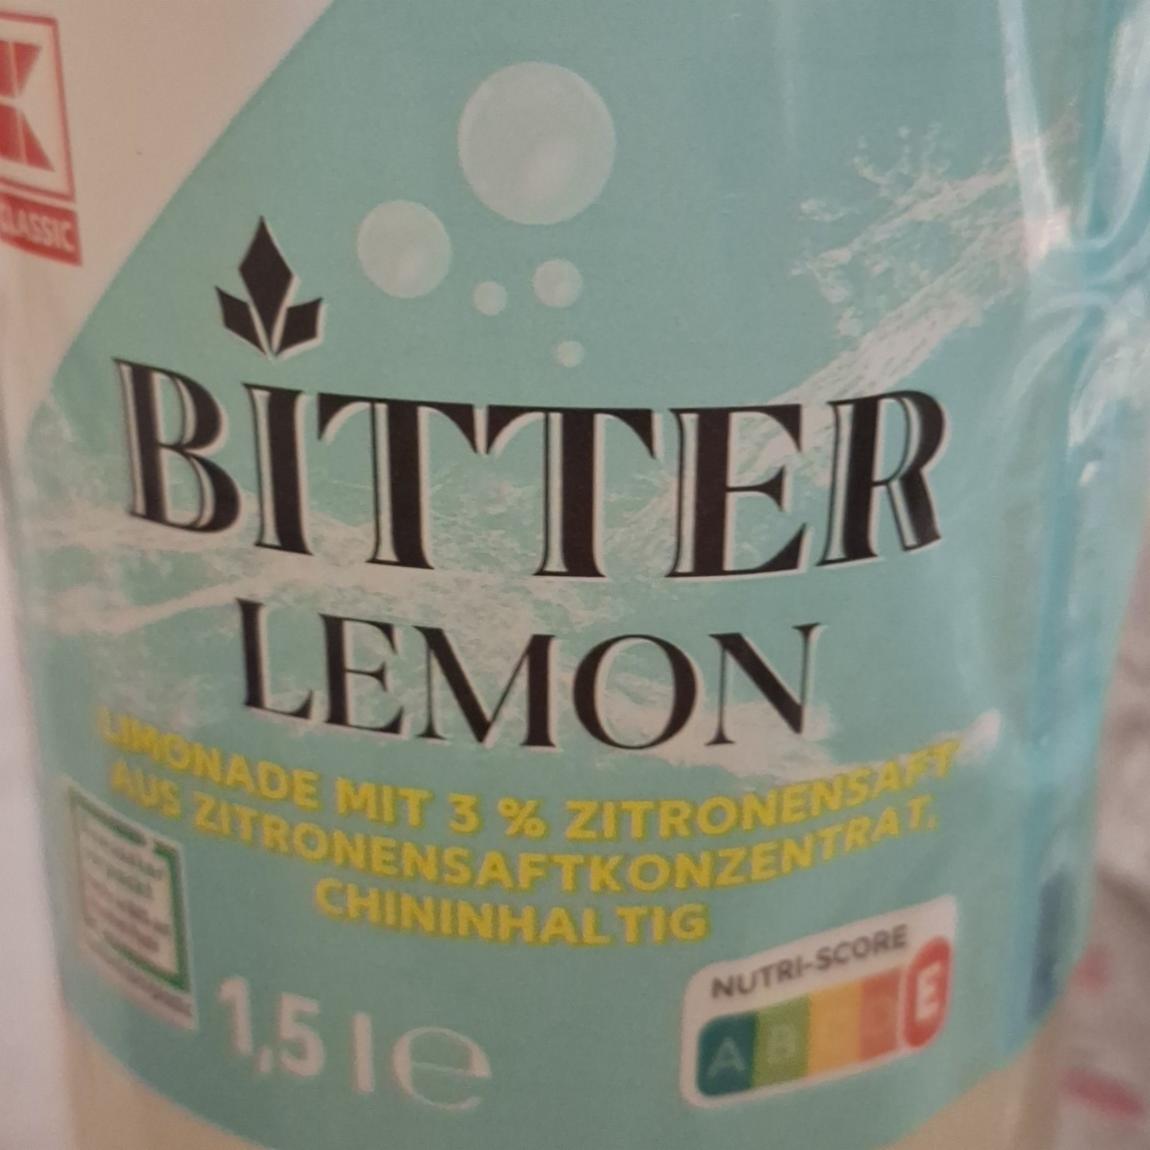 K
CLASSIC
BITTER
LEMON
LIMONADE MIT 3 % ZITRONENSAFT
AUS ZITRONENSAFTKONZENTRAT.
CHININHALTIG
NUTRI-SCORE
A B C D E
1,5 l e